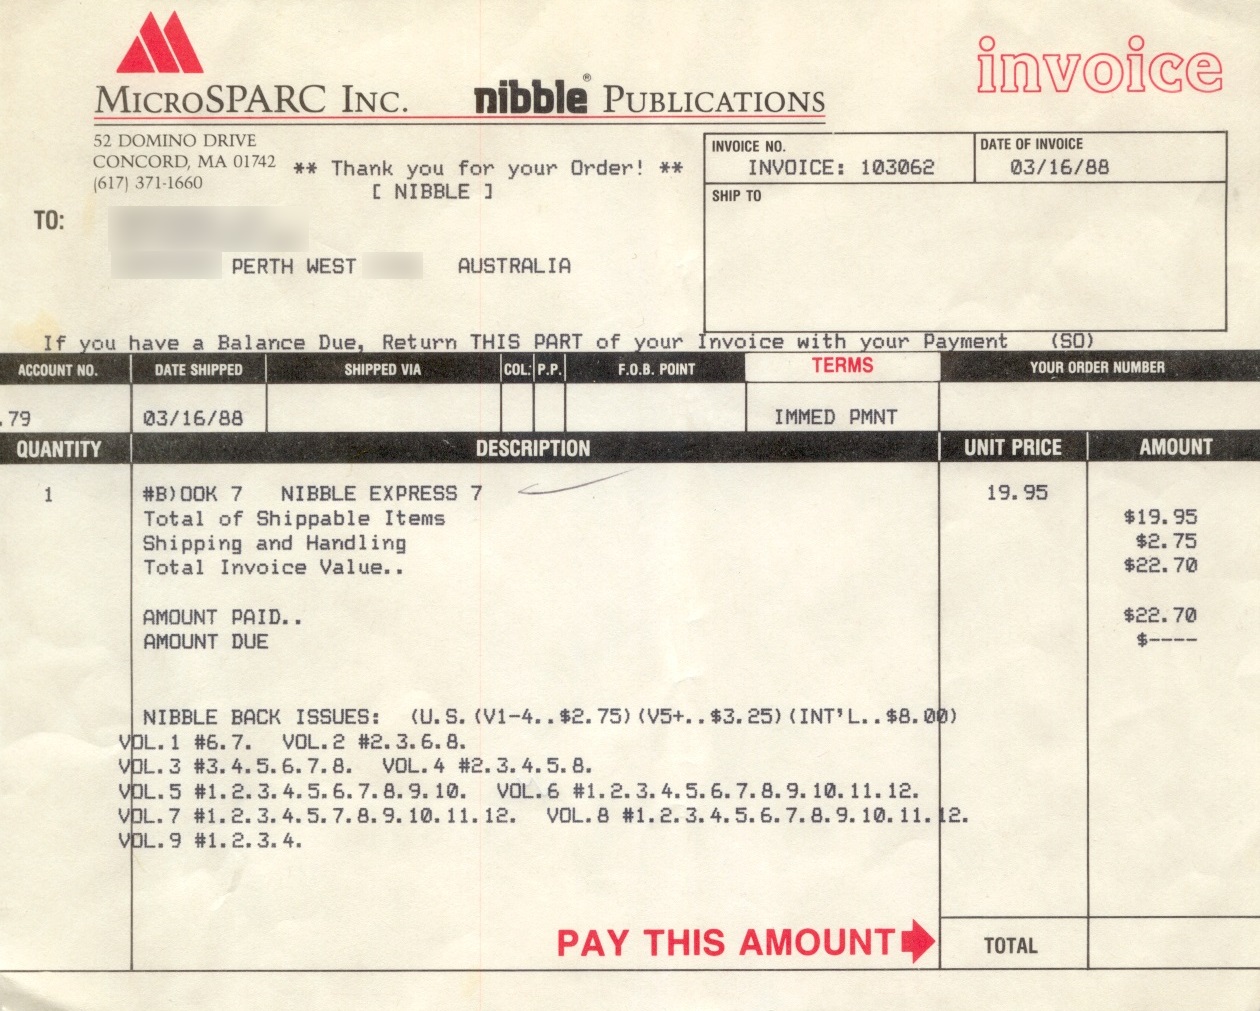 invoice
MICROSPARC INC. nibble® PUBLICATIONS
52 DOMINO DRIVE
CONCORD, MA 01742
(617) 371-1660
** Thank you for your Order! **
[ NIBBLE ]
INVOICE NO.
INVOICE: 103062
DATE OF INVOICE
03/16/88
SHIP TO
TO:
PERTH WEST AUSTRALIA
If you have a Balance Due, Return THIS PART of your Invoice with your Payment (SO)
ACCOUNT NO. DATE SHIPPED SHIPPED VIA COL. P.P. F.O.B. POINT TERMS YOUR ORDER NUMBER
.79 03/16/88 IMMED PMNT
QUANTITY DESCRIPTION UNIT PRICE AMOUNT
1 #B)OOK 7 NIBBLE EXPRESS 7 19.95
Total of Shippable Items $19.95
Shipping and Handling $2.75
Total Invoice Value.. $22.70
AMOUNT PAID.. $22.70
AMOUNT DUE $----
NIBBLE BACK ISSUES: (U.S.(V1-4..$2.75)(V5+..$3.25)(INT'L..$8.00)
VOL.1 #6.7. VOL.2 #2.3.6.8.
VOL.3 #3.4.5.6.7.8. VOL.4 #2.3.4.5.8.
VOL.5 #1.2.3.4.5.6.7.8.9.10. VOL.6 #1.2.3.4.5.6.7.8.9.10.11.12.
VOL.7 #1.2.3.4.5.7.8.9.10.11.12. VOL.8 #1.2.3.4.5.6.7.8.9.10.11.12.
VOL.9 #1.2.3.4.
PAY THIS AMOUNT TOTAL